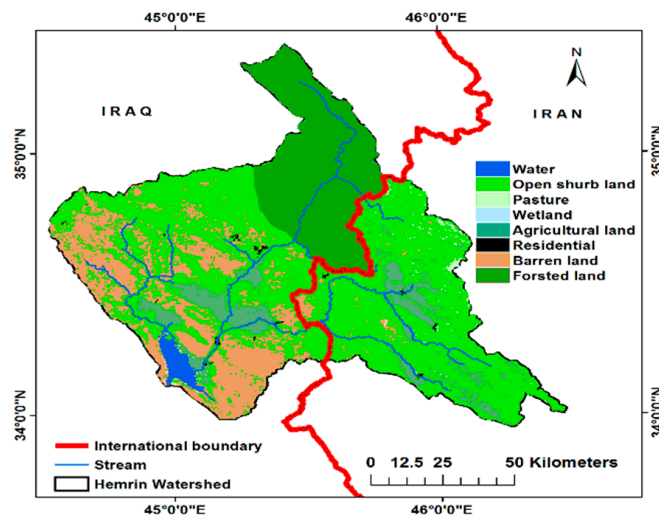 45°0'0"E 46°0'0"E
N
IRAQ IRAN
35°0'0"N 35°0'0"N
Water
Open shurb land
Pasture
Wetland
Agricultural land
Residential
Barren land
Forsted land
34°0'0"N 34°0'0"N
International boundary
Stream
Hemrin Watershed
0 12.5 25 50 Kilometers
45°0'0"E 46°0'0"E